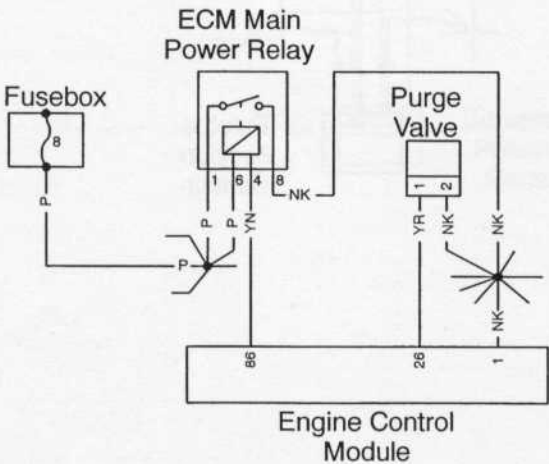 ECM Main
Power Relay
Fusebox
8
Purge
Valve
1 6 4 8
1 2
NK
P
P
P
YN
P
YR
NK
NK
NK
86
26
1
Engine Control
Module